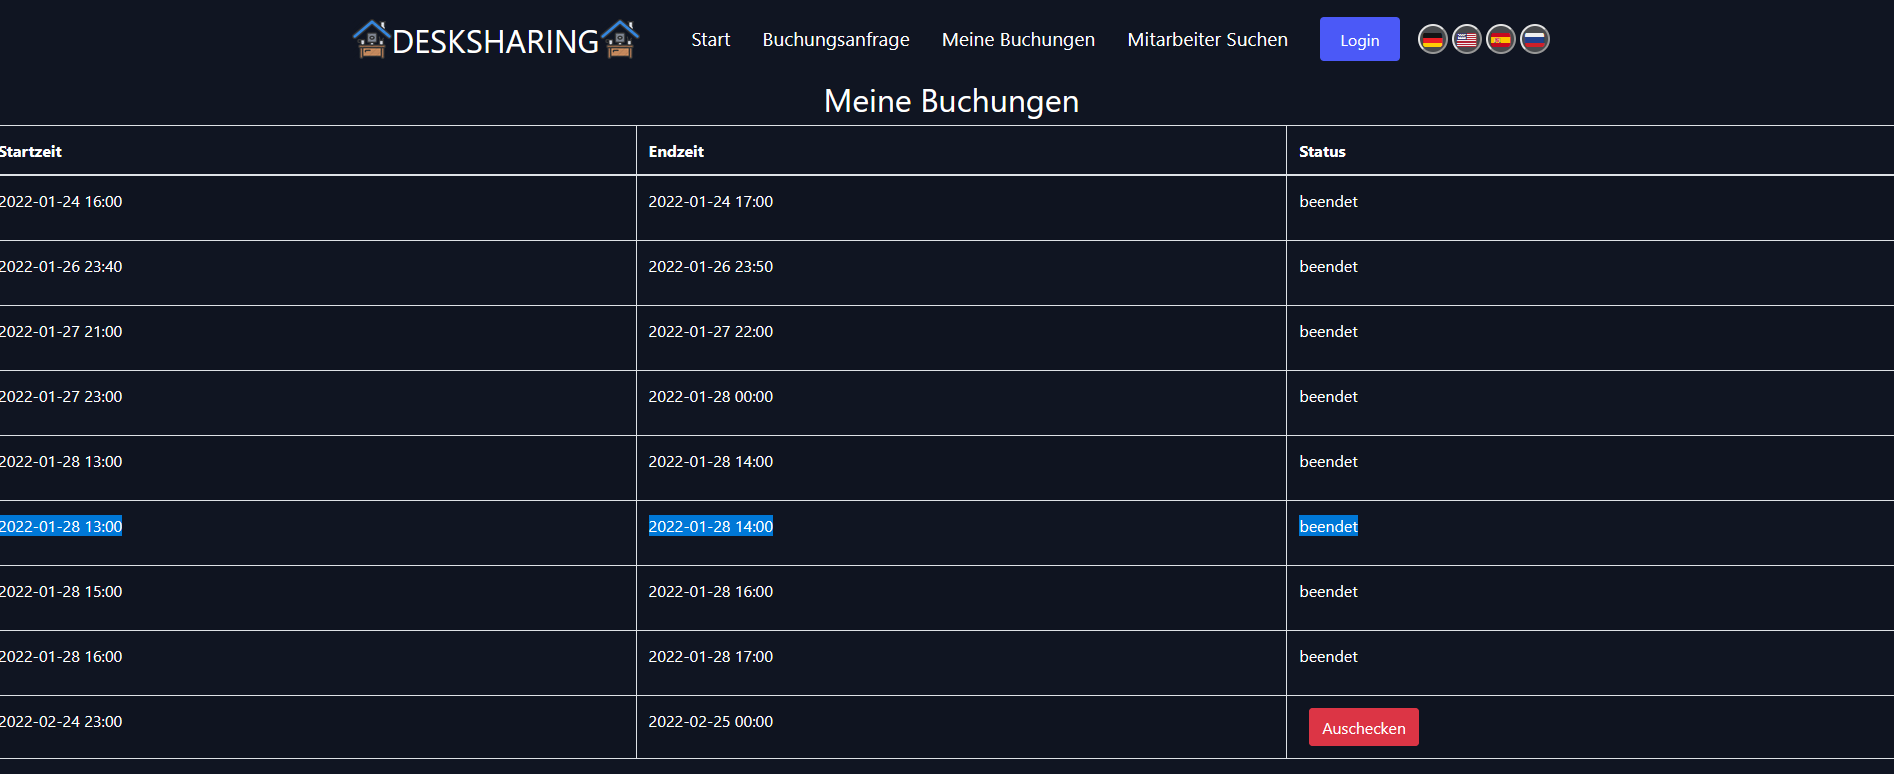 DESKSHARING Start Buchungsanfrage Meine Buchungen Mitarbeiter Suchen Login
Meine Buchungen
Startzeit Endzeit Status
2022-01-24 16:00 2022-01-24 17:00 beendet
2022-01-26 23:40 2022-01-26 23:50 beendet
2022-01-27 21:00 2022-01-27 22:00 beendet
2022-01-27 23:00 2022-01-28 00:00 beendet
2022-01-28 13:00 2022-01-28 14:00 beendet
2022-01-28 13:00 2022-01-28 14:00 beendet
2022-01-28 15:00 2022-01-28 16:00 beendet
2022-01-28 16:00 2022-01-28 17:00 beendet
2022-02-24 23:00 2022-02-25 00:00 Auschecken